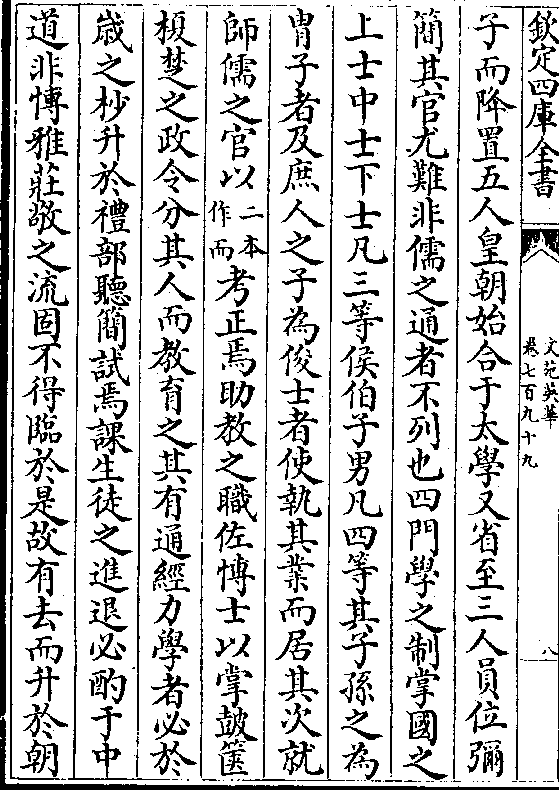 欽定四庫全書
文苑英華
卷七百九十九
八
子而降置五人皇朝始合于太學又省至三人員位彌
簡其官尤難非儒之通者不列也四門學之制掌國之
上士中士下士凡三等侯伯子男凡四等其子孫之為
胄子者及庶人之子為俊士者使執其業而居其次就
師儒之官以二本作而考正焉助教之職佐博士以掌皷篋
榎楚之政令分其人而教育之其有通經力學者必於
歲之杪升於禮部聽簡試焉課生徒之進退必酌于中
道非愽雅莊敬之流固不得臨於是故有去而升於朝